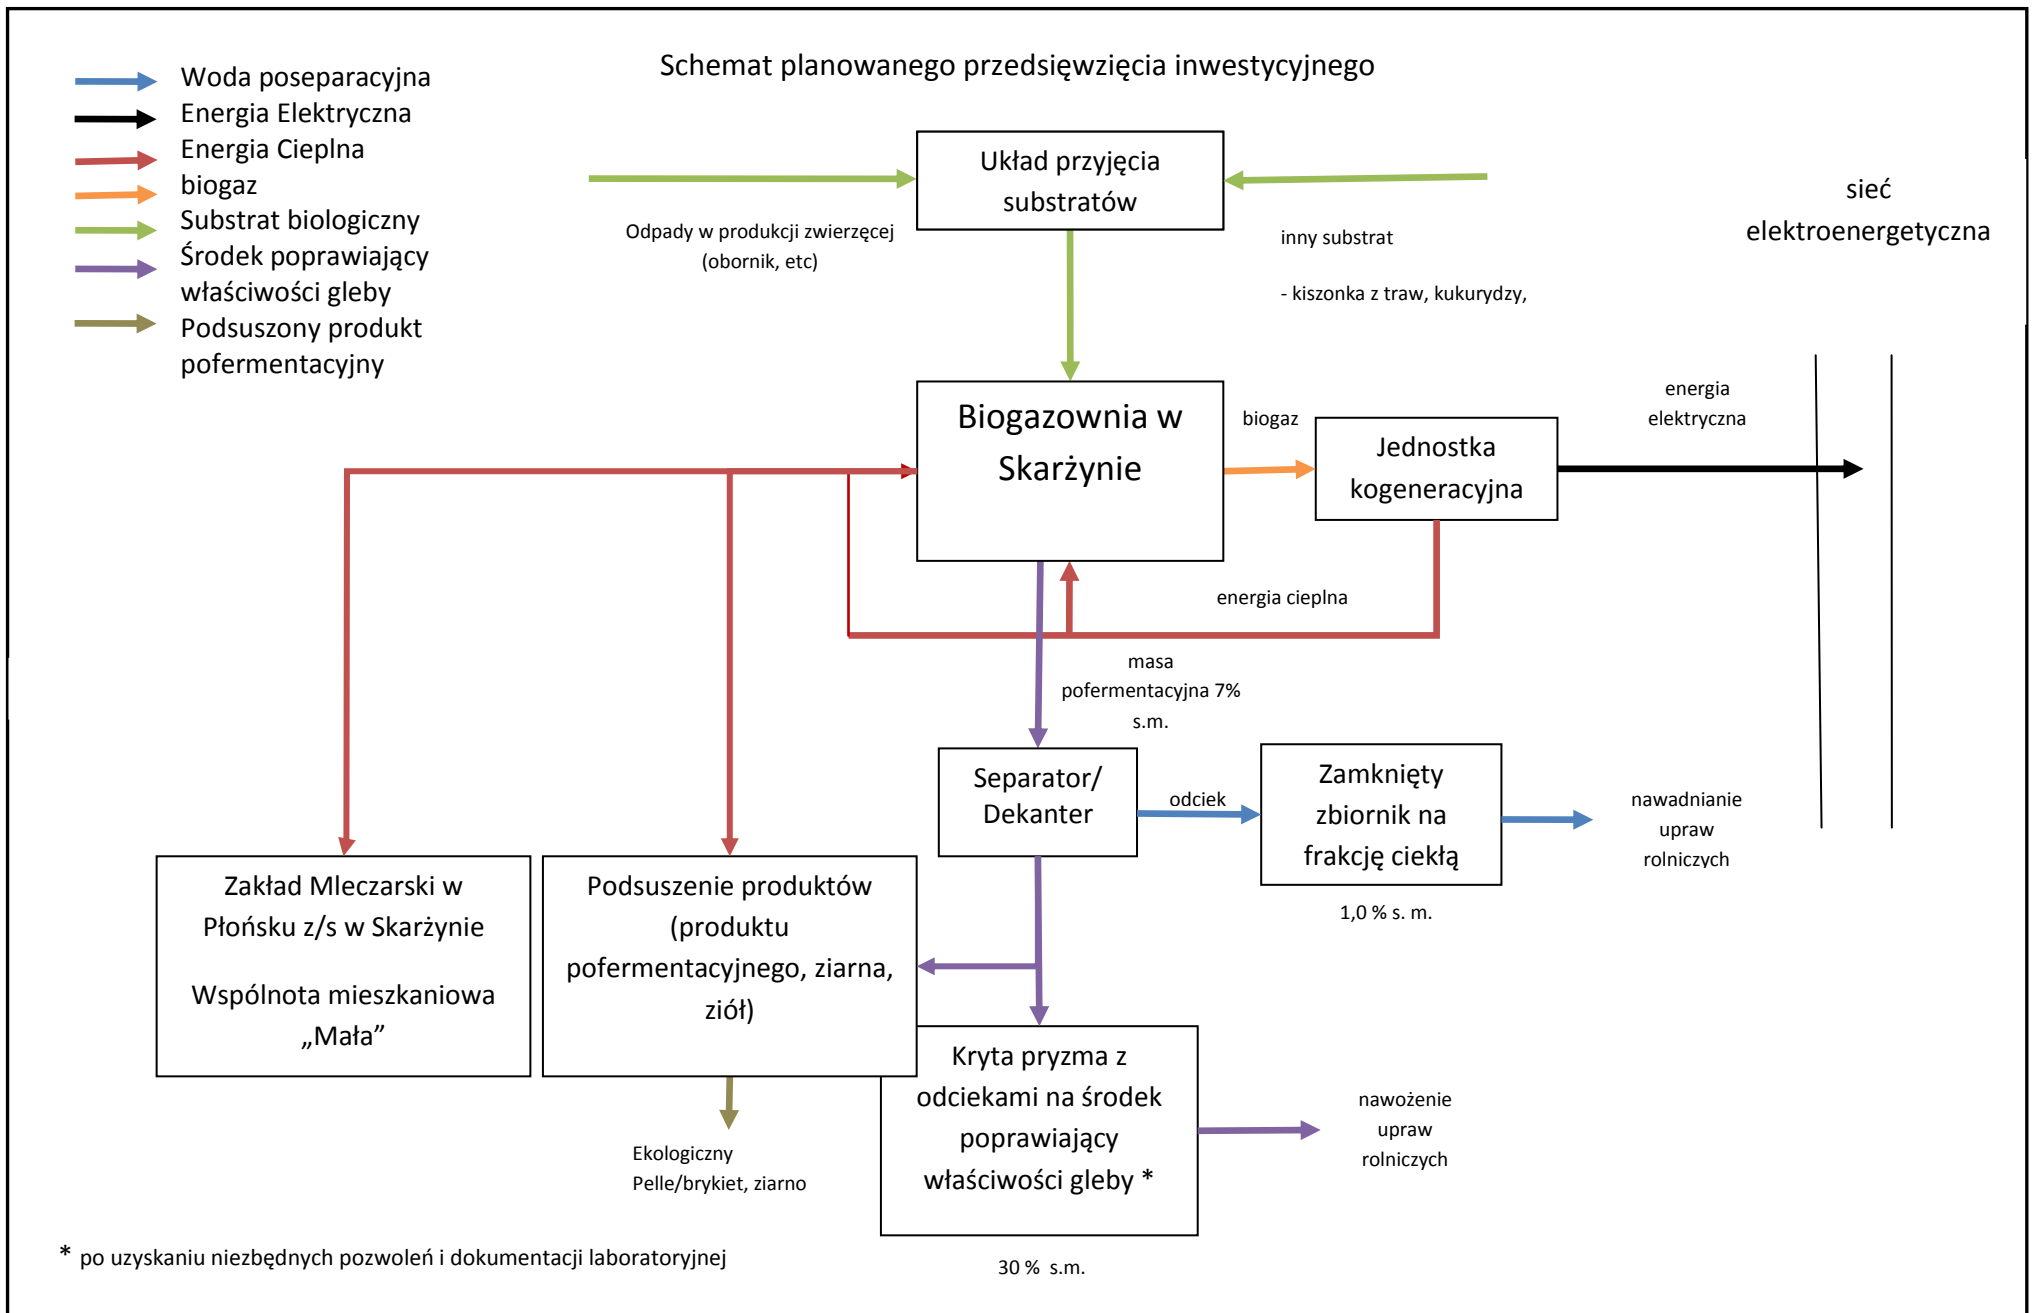 Schemat planowanego przedsięwzięcia inwestycyjnego
Woda poseparacyjna
Energia Elektryczna
Energia Cieplna
biogaz
Substrat biologiczny
Środek poprawiający
właściwości gleby
Podsuszony produkt
pofermentacyjny
Układ przyjęcia
substratów
Odpady w produkcji zwierzęcej
(obornik, etc)
inny substrat
- kiszonka z traw, kukurydzy,
sieć
elektroenergetyczna
Biogazownia w
Skarżynie
biogaz
Jednostka
kogeneracyjna
energia
elektryczna
energia cieplna
masa
pofermentacyjna 7%
s.m.
Separator/
Dekanter
odciek
Zamknięty
zbiornik na
frakcję ciekłą
1,0 % s. m.
nawadnianie
upraw
rolniczych
Zakład Mleczarski w
Płońsku z/s w Skarżynie
Wspólnota mieszkaniowa
„Mała”
Podsuszenie produktów
(produktu
pofermentacyjnego, ziarna,
ziół)
Kryta pryzma z
odciekami na środek
poprawiający
właściwości gleby *
30 % s.m.
nawożenie
upraw
rolniczych
Ekologiczny
Pelle/brykiet, ziarno
* po uzyskaniu niezbędnych pozwoleń i dokumentacji laboratoryjnej